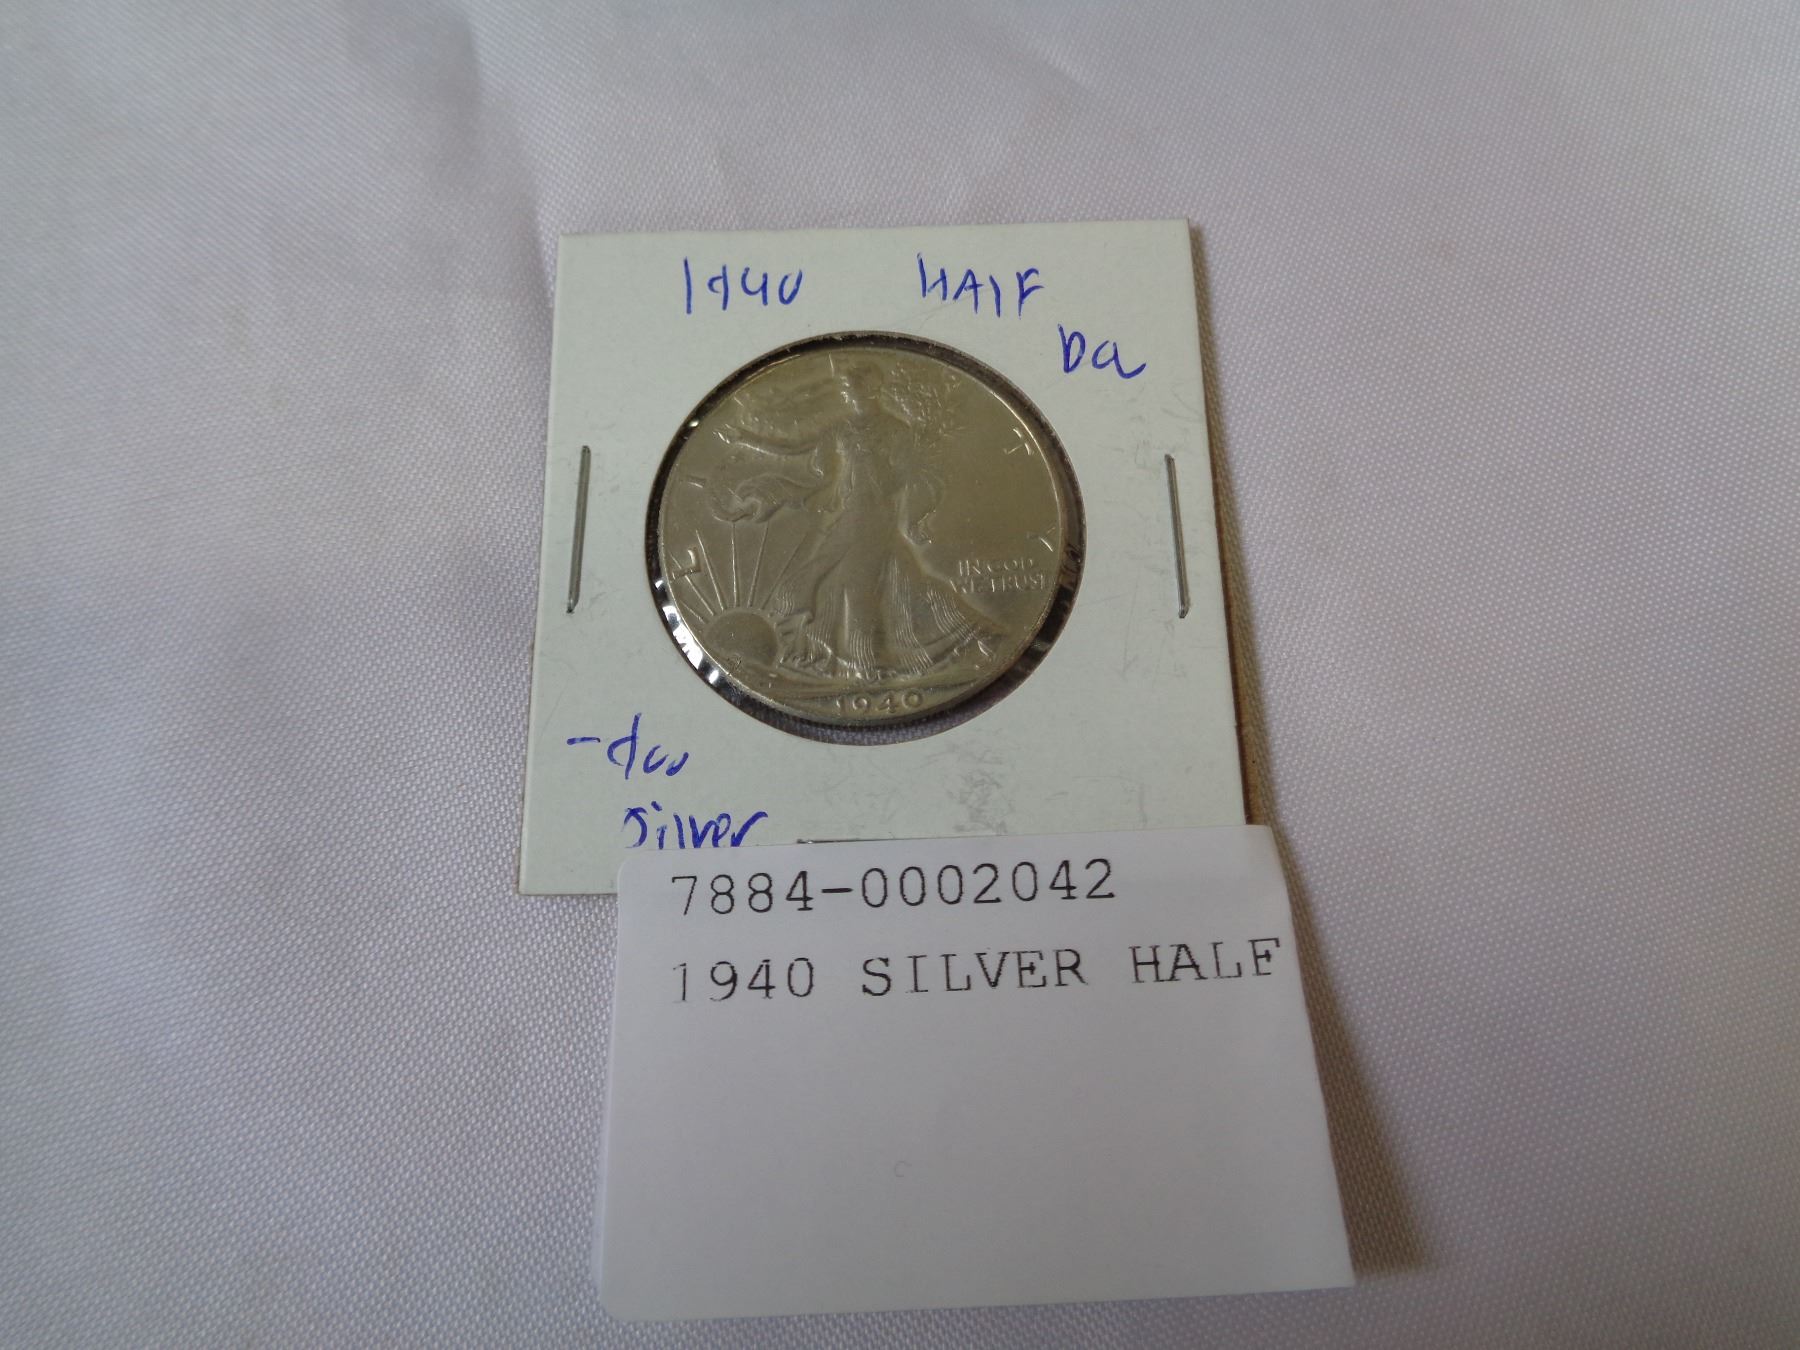 1940 HALF
Da
L I B E R T Y
IN GOD
WE TRUST
1940
-900
Silver
7884-0002042
1940 SILVER HALF